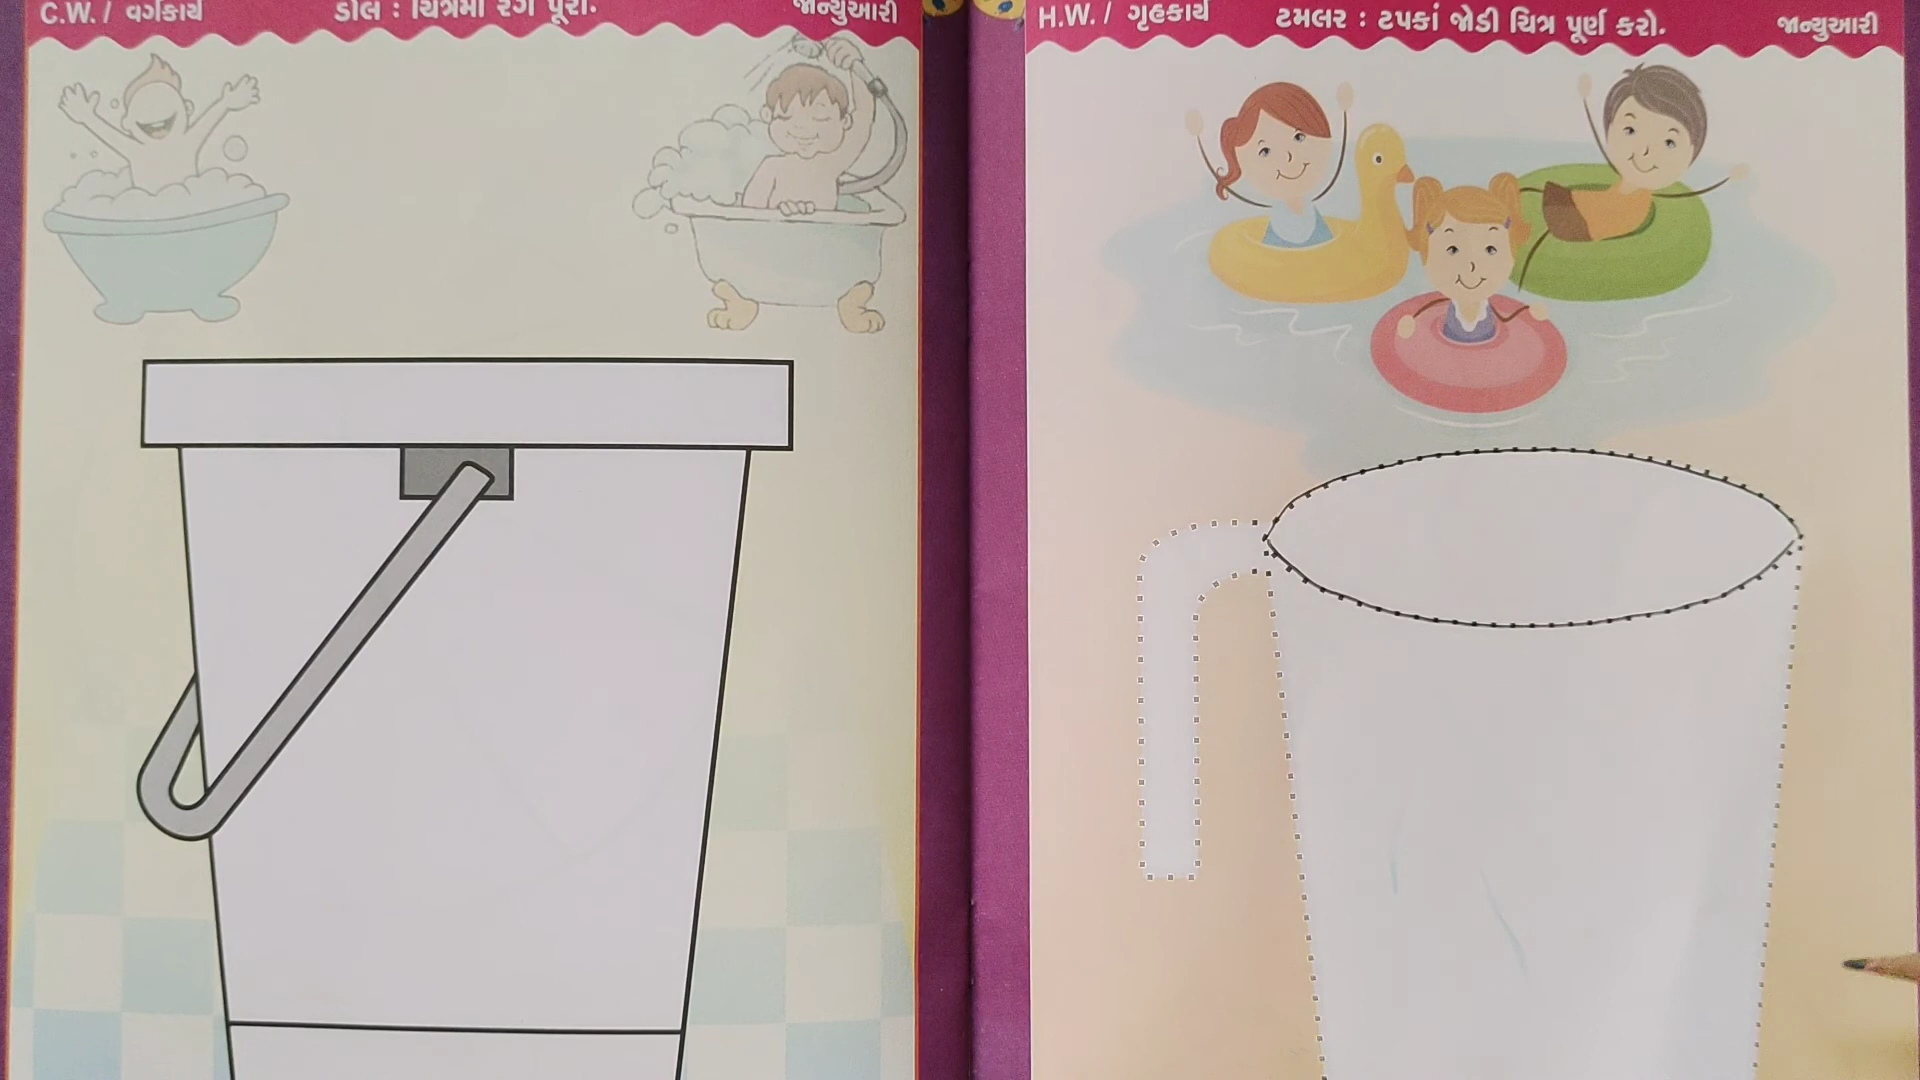 C.W. / વર્ગકાર્ય ડોલ : ચિત્રમાં રંગ પૂરો. જાન્યુઆરી
H.W. / ગૃહકાર્ય ટમલર : ટપકાં જોડી ચિત્ર પૂર્ણ કરો. જાન્યુઆરી